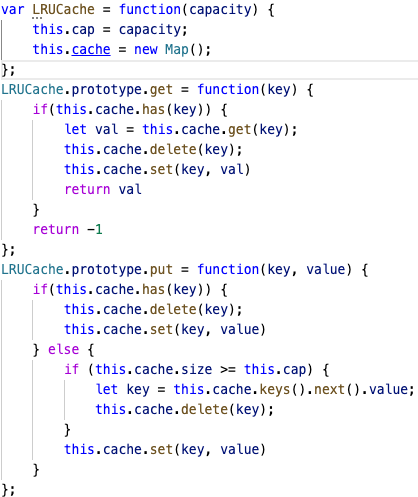 var LRUCache = function(capacity) {
    this.cap = capacity;
    this.cache = new Map();
};
LRUCache.prototype.get = function(key) {
    if(this.cache.has(key)) {
        let val = this.cache.get(key);
        this.cache.delete(key);
        this.cache.set(key, val)
        return val
    }
    return -1
};
LRUCache.prototype.put = function(key, value) {
    if(this.cache.has(key)) {
        this.cache.delete(key);
        this.cache.set(key, value)
    } else {
        if (this.cache.size >= this.cap) {
            let key = this.cache.keys().next().value;
            this.cache.delete(key);
        }
        this.cache.set(key, value)
    }
};